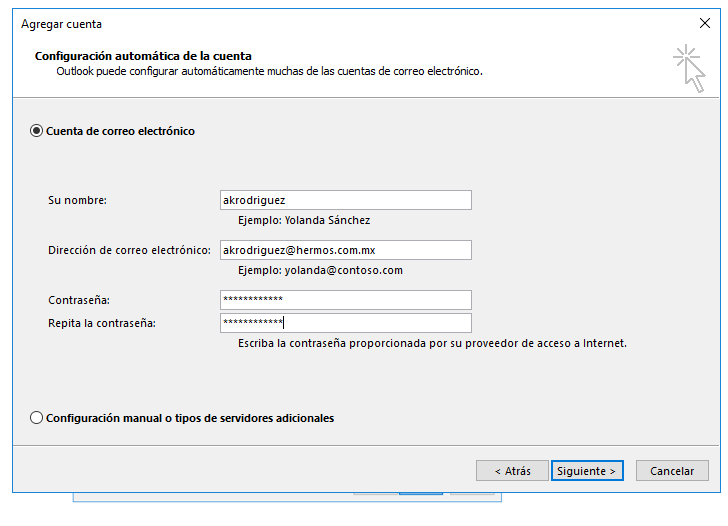 Agregar cuenta
Configuración automática de la cuenta
Outlook puede configurar automáticamente muchas de las cuentas de correo electrónico.
Cuenta de correo electrónico
Su nombre: akrodriguez
Ejemplo: Yolanda Sánchez
Dirección de correo electrónico: akrodriguez@hermos.com.mx
Ejemplo: yolanda@contoso.com
Contraseña: ************
Repita la contraseña: ************
Escriba la contraseña proporcionada por su proveedor de acceso a Internet.
Configuración manual o tipos de servidores adicionales
< Atrás Siguiente > Cancelar